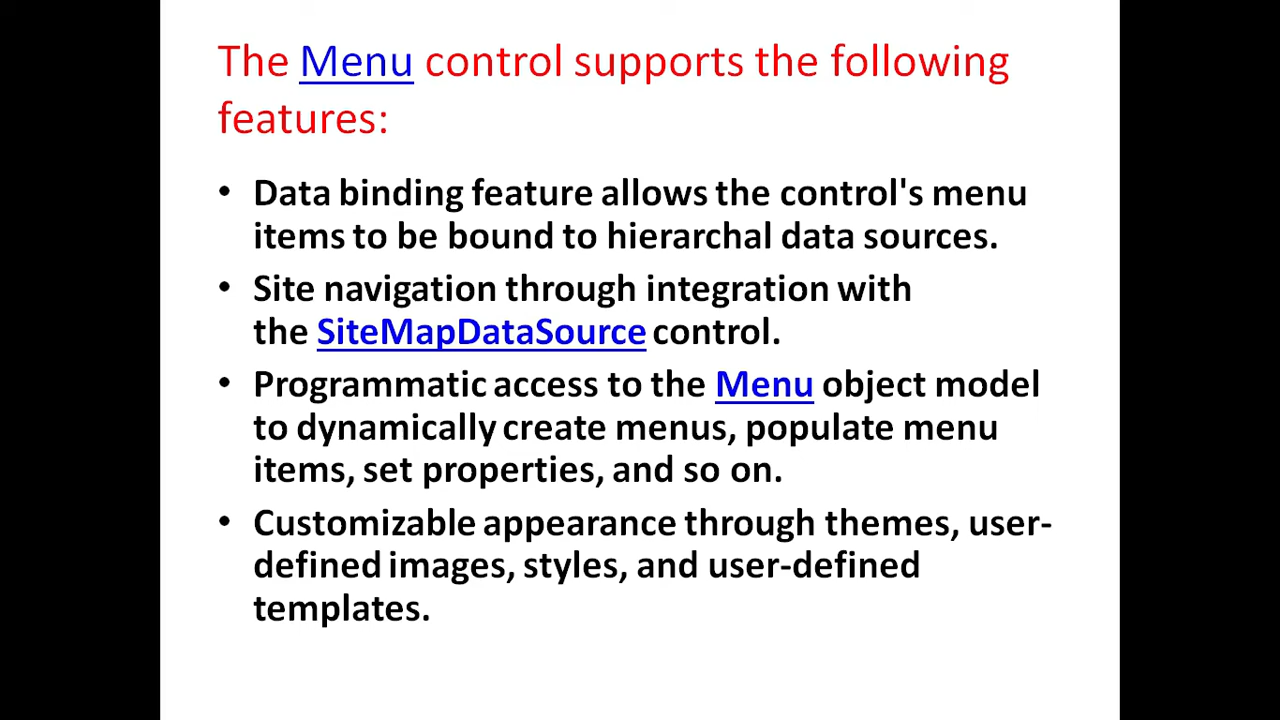 The Menu control supports the following
features:
• Data binding feature allows the control's menu
items to be bound to hierarchal data sources.
• Site navigation through integration with
the SiteMapDataSource control.
• Programmatic access to the Menu object model
to dynamically create menus, populate menu
items, set properties, and so on.
• Customizable appearance through themes, user-
defined images, styles, and user-defined
templates.